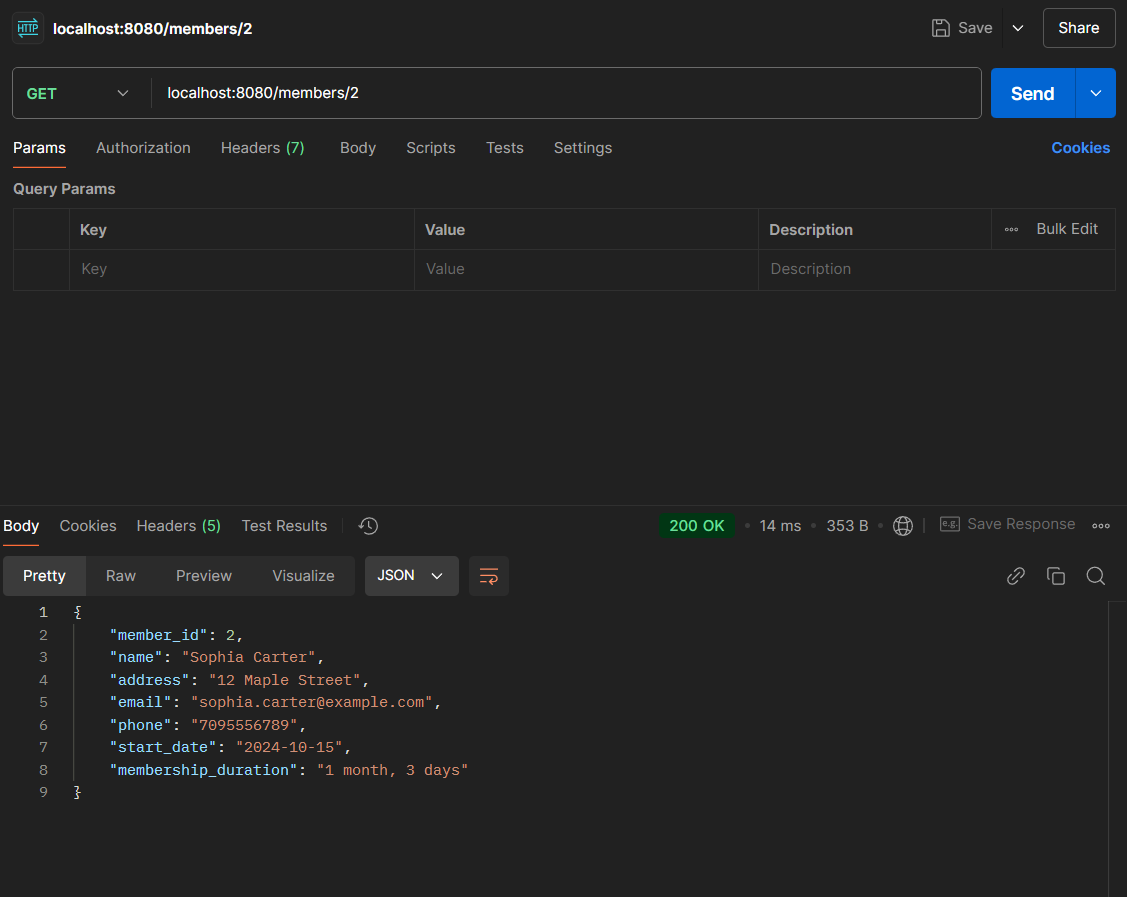 HTTP localhost:8080/members/2 Save Share
GET localhost:8080/members/2 Send
Params Authorization Headers (7) Body Scripts Tests Settings Cookies
Query Params
Key Value Description Bulk Edit
Key Value Description
Body Cookies Headers (5) Test Results 200 OK • 14 ms • 353 B • e.g. Save Response
Pretty Raw Preview Visualize JSON
1 {
2 "member_id": 2,
3 "name": "Sophia Carter",
4 "address": "12 Maple Street",
5 "email": "sophia.carter@example.com",
6 "phone": "7095556789",
7 "start_date": "2024-10-15",
8 "membership_duration": "1 month, 3 days"
9 }